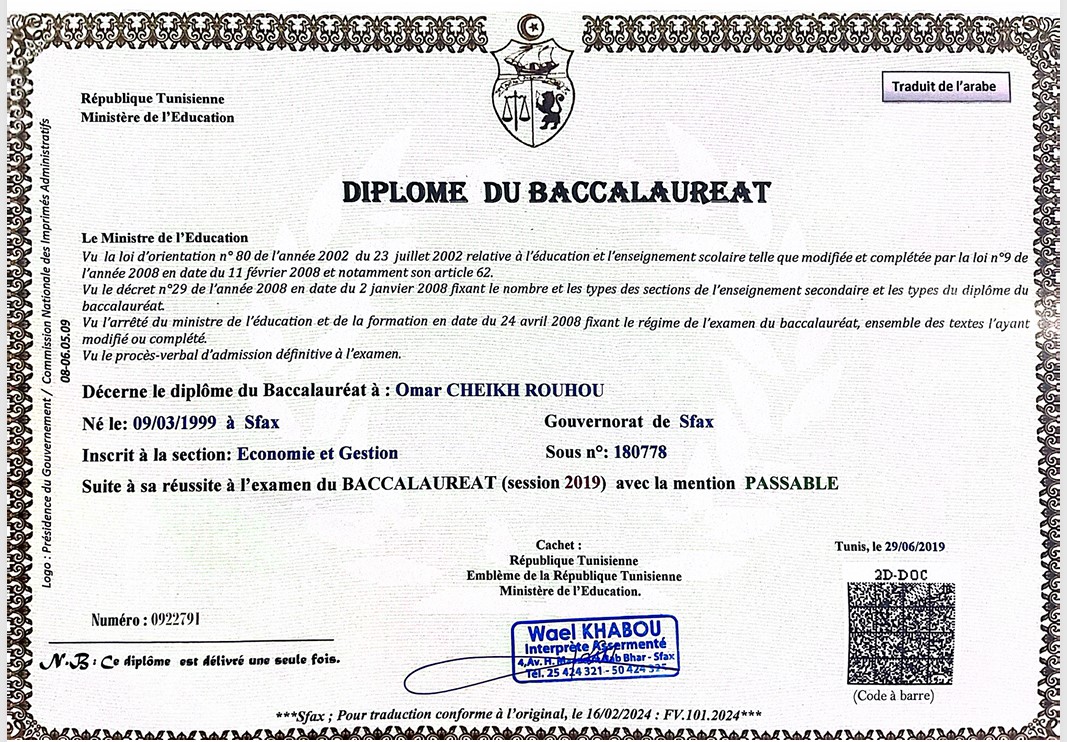 Traduit de l'arabe
République Tunisienne
Ministère de l'Education
DIPLOME DU BACCALAUREAT
Le Ministre de l'Education
Vu la loi d'orientation n° 80 de l'année 2002 du 23 juillet 2002 relative à l'éducation et l'enseignement scolaire telle que modifiée et complétée par la loi n°9 de
l'année 2008 en date du 11 février 2008 et notamment son article 62.
Vu le décret n°29 de l'année 2008 en date du 2 janvier 2008 fixant le nombre et les types des sections de l'enseignement secondaire et les types du diplôme du
baccalauréat.
Vu l'arrêté du ministre de l'éducation et de la formation en date du 24 avril 2008 fixant le régime de l'examen du baccalauréat, ensemble des textes l'ayant
modifié ou complété.
Vu le procès-verbal d'admission définitive à l'examen.
Décerne le diplôme du Baccalauréat à : Omar CHEIKH ROUHOU
Né le: 09/03/1999 à Sfax Gouvernorat de Sfax
Inscrit à la section: Economie et Gestion Sous n°: 180778
Suite à sa réussite à l'examen du BACCALAUREAT (session 2019) avec la mention PASSABLE
Cachet :
République Tunisienne
Emblème de la République Tunisienne
Ministère de l'Education.
Tunis, le 29/06/2019
2D-DOC
(Code à barre)
Numéro : 0922791
N.B : Ce diplôme est délivré une seule fois.
Wael KHABOU
Interprète Assermenté
4,Av. H. Bab Bhar - Sfax
Tél. 25 424 321 - 50 424
***Sfax ; Pour traduction conforme à l'original, le 16/02/2024 : FV.101.2024***
Logo : Présidence du Gouvernement / Commission Nationale des Imprimés Administratifs
08-06.05.09